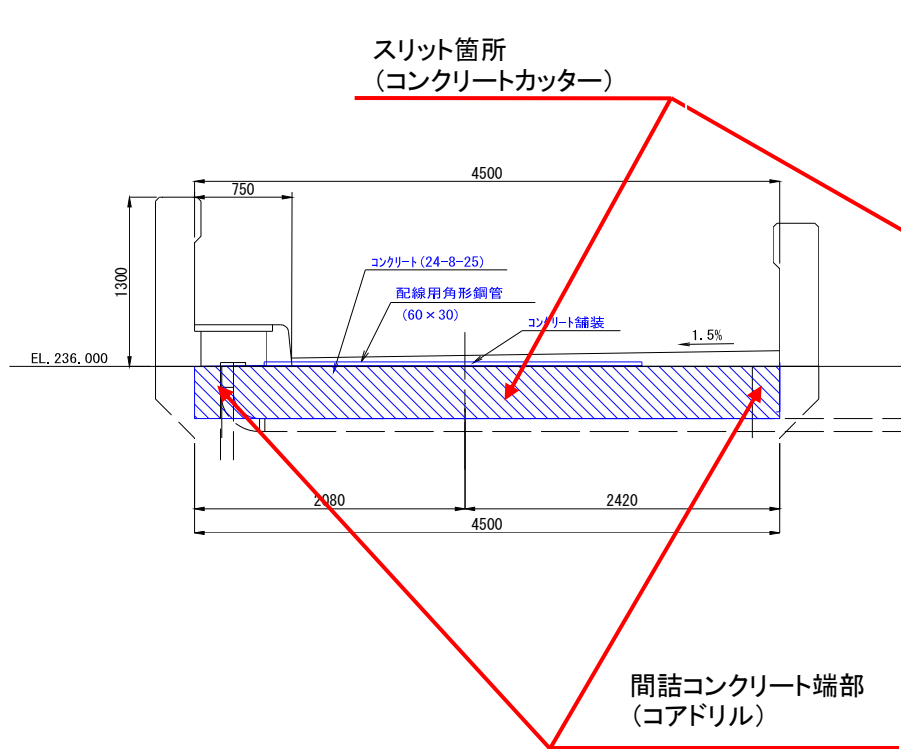 スリット箇所
（コンクリートカッター）
4500
750
1300
コンクリート(24-8-25)
配線用角形鋼管
(60×30)
コンクリート舗装
1.5%
EL.236.000
2080
2420
4500
間詰コンクリート端部
（コアドリル）